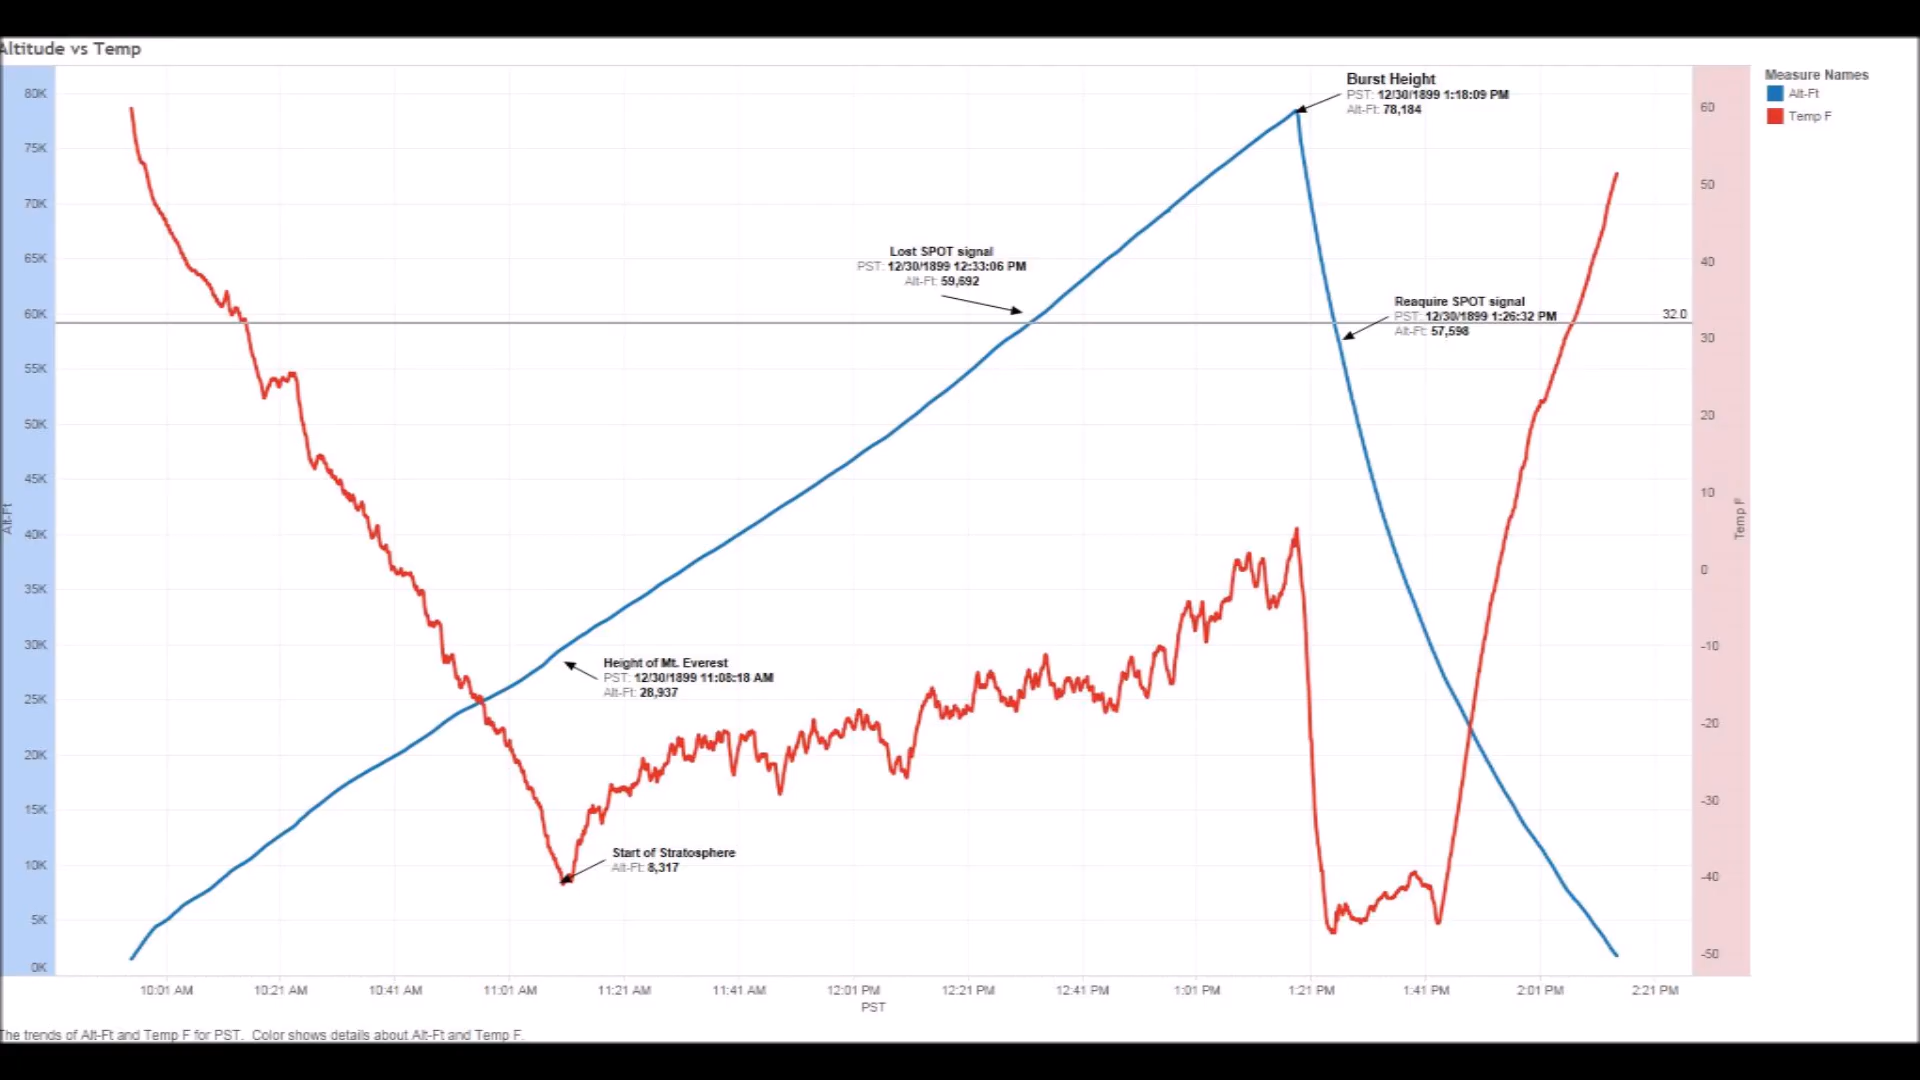 Altitude vs Temp
Burst Height
PST: 12/30/1899 1:18:09 PM
Alt-Ft: 78,184
Measure Names
Alt-Ft
Temp F
Lost SPOT signal
PST: 12/30/1899 12:33:06 PM
Alt-Ft: 59,692
Reaquire SPOT signal
PST: 12/30/1899 1:26:32 PM
Alt-Ft: 57,598
32.0
Height of Mt. Everest
PST: 12/30/1899 11:08:18 AM
Alt-Ft: 28,937
Start of Stratosphere
Alt-Ft: 8,317
80K
75K
70K
65K
60K
55K
50K
45K
40K
35K
30K
25K
20K
15K
10K
5K
0K
Alt-Ft
60
50
40
30
20
10
0
-10
-20
-30
-40
-50
Temp F
10:01 AM 10:21 AM 10:41 AM 11:01 AM 11:21 AM 11:41 AM 12:01 PM 12:21 PM 12:41 PM 1:01 PM 1:21 PM 1:41 PM 2:01 PM 2:21 PM
PST
The trends of Alt-Ft and Temp F for PST. Color shows details about Alt-Ft and Temp F.